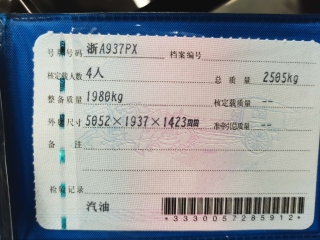 号牌号码 浙A937PX 档案编号
核定载人数 4人 总质量 2505kg
整备质量 1980kg 核定载质量 --
外廓尺寸 5052×1937×1423mm 准牵引总质量 --
备注
检验记录
汽油 *3330057285912*